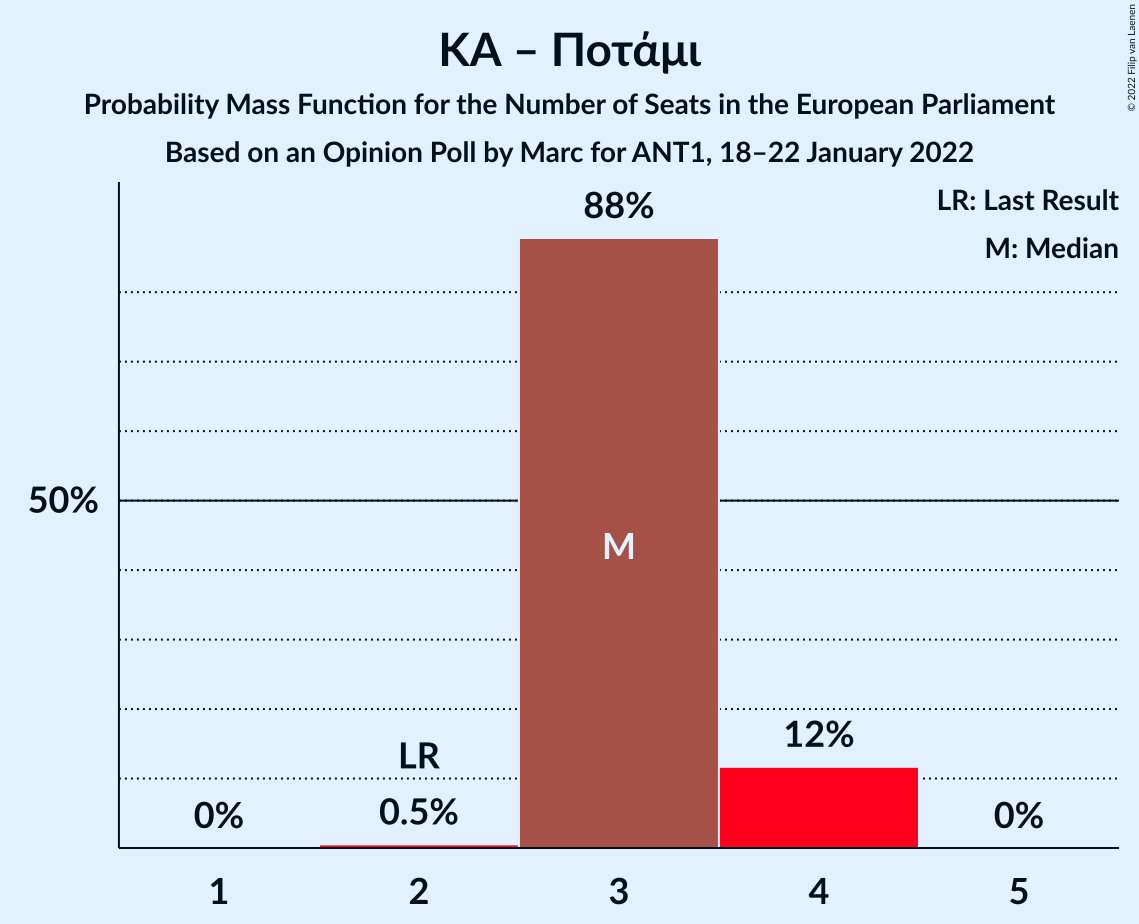 ΚΑ – Ποτάμι
Probability Mass Function for the Number of Seats in the European Parliament
Based on an Opinion Poll by Marc for ANT1, 18–22 January 2022
© 2022 Filip van Laenen
LR: Last Result
M: Median
88%
50%
M
12%
LR
0%
0.5%
0%
1 2 3 4 5